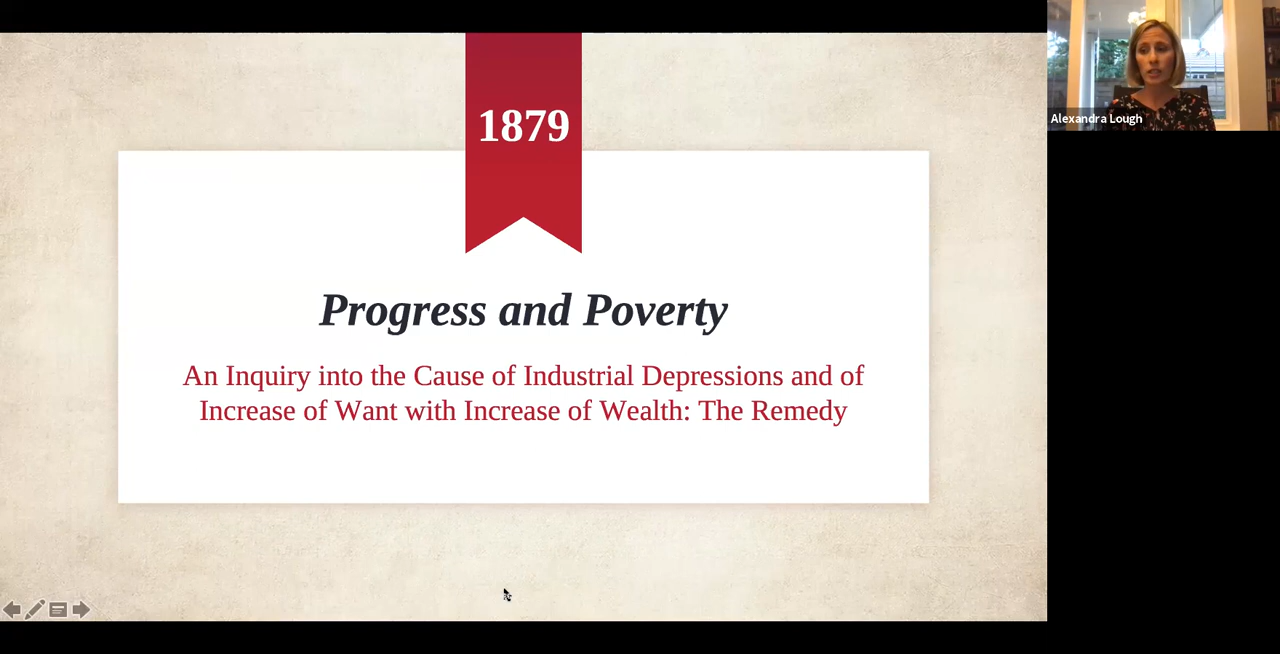 1879
Progress and Poverty
An Inquiry into the Cause of Industrial Depressions and of
Increase of Want with Increase of Wealth: The Remedy
Alexandra Lough